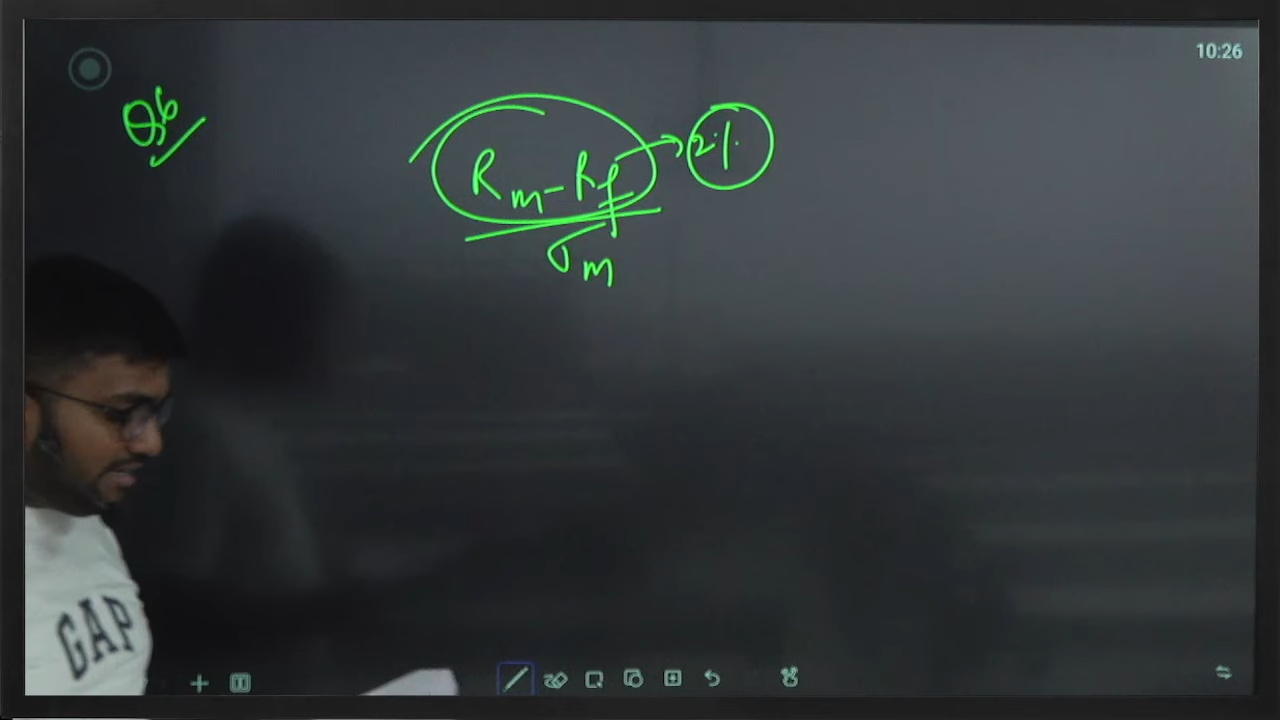 10:26
Q6
Rm - Rf → 2%
σm
GAP